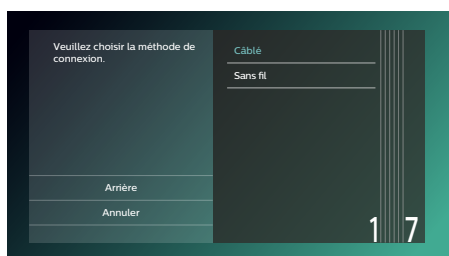 Veuillez choisir la méthode de
connexion.
Câblé
Sans fil
Arrière
Annuler
1 7